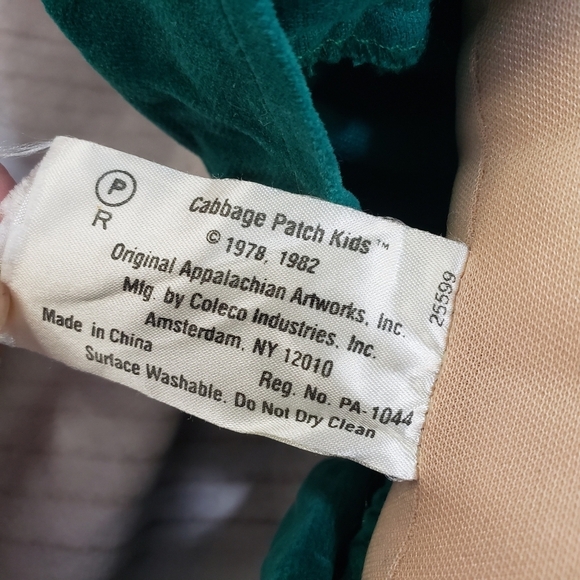 Ⓟ
R
Cabbage Patch Kids™
© 1978, 1982
Original Appalachian Artworks, Inc.
Mfg. by Coleco Industries, Inc.
Amsterdam, NY 12010
Made in China
Reg. No. PA-1044
Surface Washable. Do Not Dry Clean
25599